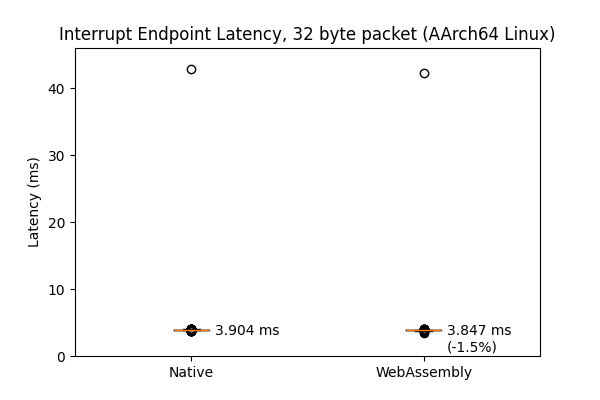 Interrupt Endpoint Latency, 32 byte packet (AArch64 Linux)
Latency (ms)
40
30
20
10
0
3.904 ms
3.847 ms
(-1.5%)
Native
WebAssembly